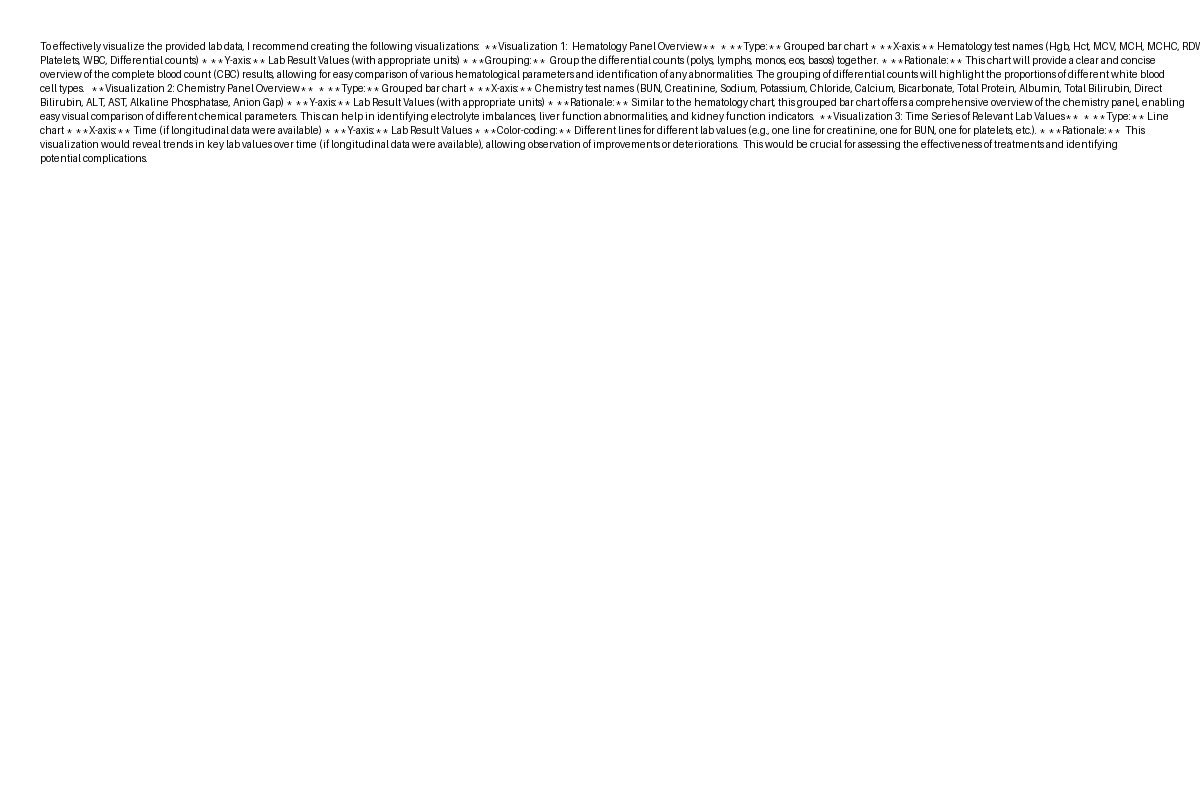 To effectively visualize the provided lab data, I recommend creating the following visualizations:  **Visualization 1:  Hematology Panel Overview**  * **Type:** Grouped bar chart * **X-axis:** Hematology test names (Hgb, Hct, MCV, MCH, MCHC, RDW
Platelets, WBC, Differential counts) * **Y-axis:** Lab Result Values (with appropriate units) * **Grouping:**  Group the differential counts (polys, lymphs, monos, eos, basos) together.  * **Rationale:** This chart will provide a clear and concise
overview of the complete blood count (CBC) results, allowing for easy comparison of various hematological parameters and identification of any abnormalities. The grouping of differential counts will highlight the proportions of different white blood
cell types.   **Visualization 2: Chemistry Panel Overview**  * **Type:** Grouped bar chart * **X-axis:** Chemistry test names (BUN, Creatinine, Sodium, Potassium, Chloride, Calcium, Bicarbonate, Total Protein, Albumin, Total Bilirubin, Direct
Bilirubin, ALT, AST, Alkaline Phosphatase, Anion Gap) * **Y-axis:** Lab Result Values (with appropriate units) * **Rationale:** Similar to the hematology chart, this grouped bar chart offers a comprehensive overview of the chemistry panel, enabling
easy visual comparison of different chemical parameters. This can help in identifying electrolyte imbalances, liver function abnormalities, and kidney function indicators.  **Visualization 3: Time Series of Relevant Lab Values**  * **Type:** Line
chart * **X-axis:** Time (if longitudinal data were available) * **Y-axis:** Lab Result Values * **Color-coding:** Different lines for different lab values (e.g., one line for creatinine, one for BUN, one for platelets, etc.). * **Rationale:**  This
visualization would reveal trends in key lab values over time (if longitudinal data were available), allowing observation of improvements or deteriorations.  This would be crucial for assessing the effectiveness of treatments and identifying
potential complications.